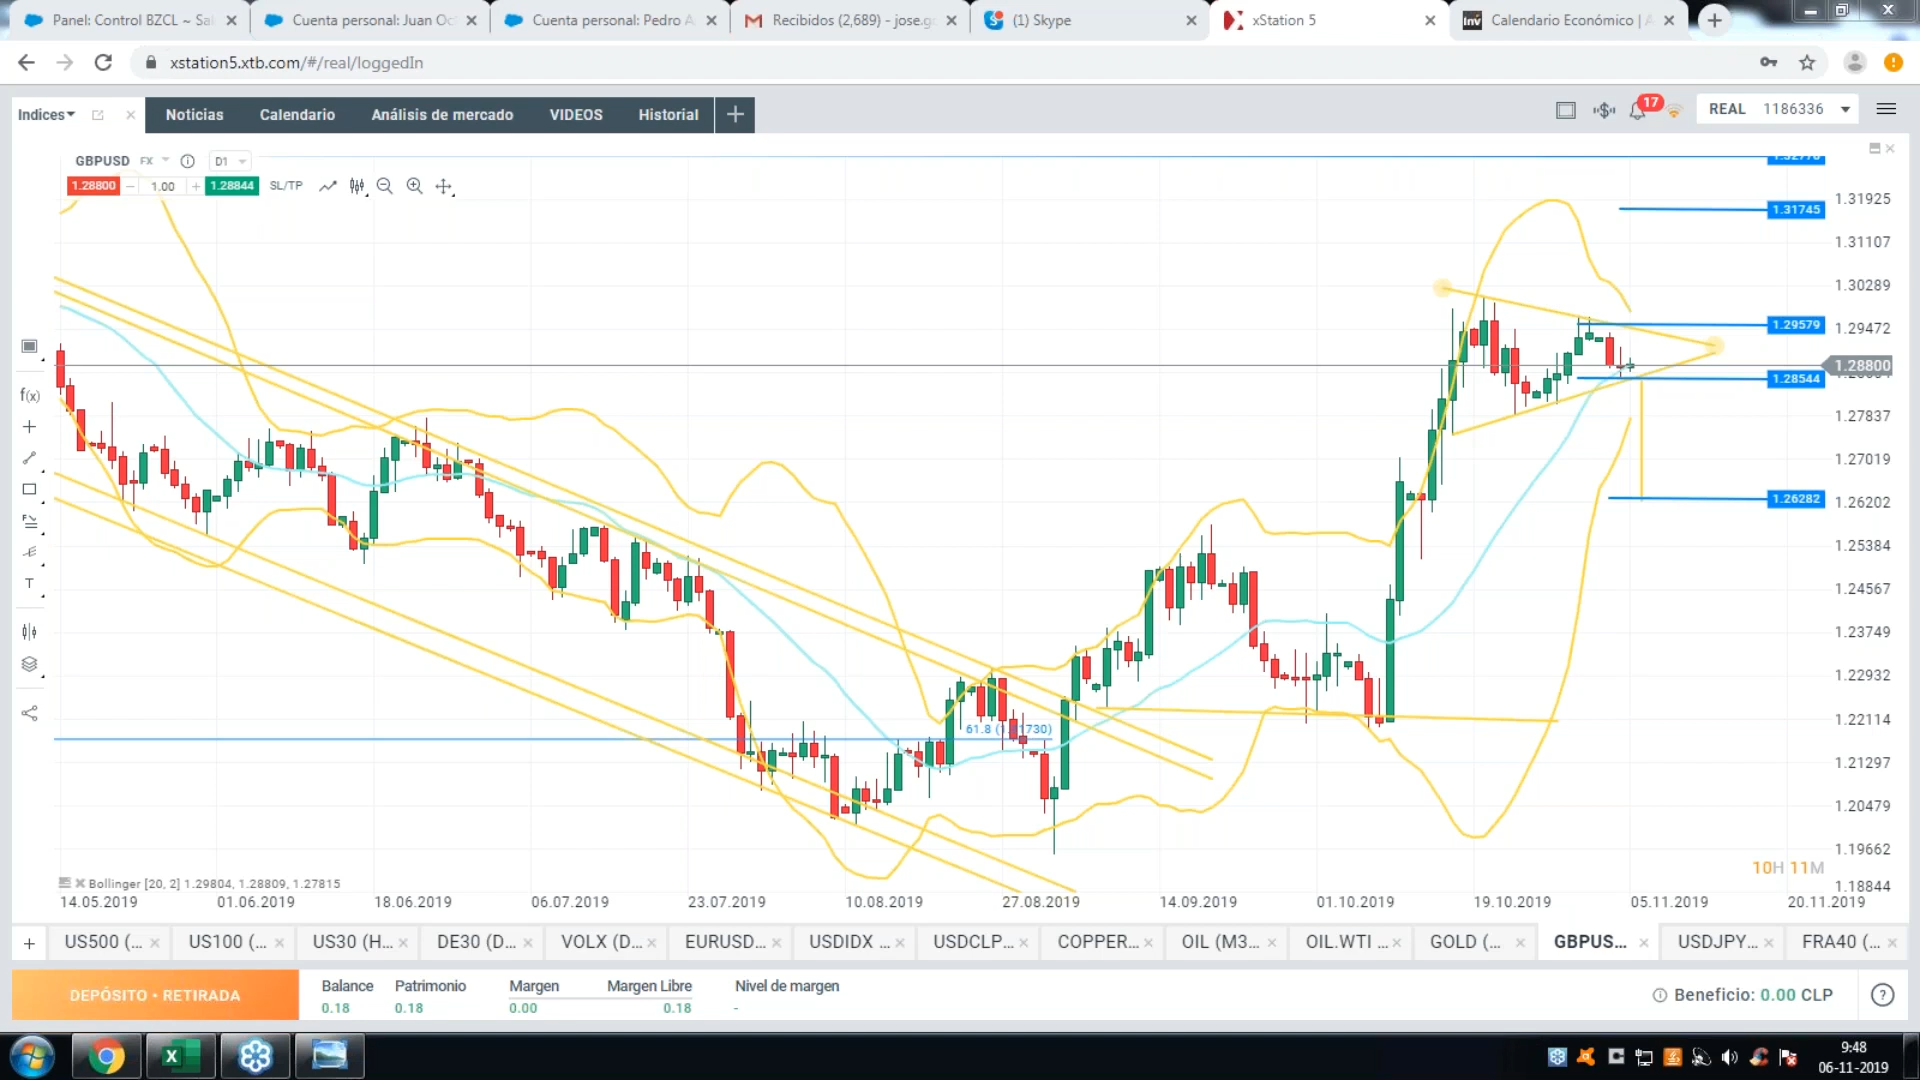 Panel: Control BZCL ~ Sal
Cuenta personal: Juan Oc
Cuenta personal: Pedro A
Recibidos (2,689) - jose.g
(1) Skype
xStation 5
Calendario Económico | A
xstation5.xtb.com/#/real/loggedIn
Indices
Noticias
Calendario
Análisis de mercado
VIDEOS
Historial
17
REAL 1186336
GBPUSD FX D1
1.28800 1.00 1.28844 SL/TP
1.31925
1.31745
1.31107
1.30289
1.29579
1.29472
1.28800
1.28544
1.27837
1.27019
1.26282
1.26202
1.25384
1.24567
1.23749
1.22932
1.22114
1.21297
1.20479
1.19662
1.18844
f(x)
T
10H 11M
Bollinger [20, 2] 1.29804, 1.28809, 1.27815
14.05.2019
01.06.2019
18.06.2019
06.07.2019
23.07.2019
10.08.2019
27.08.2019
14.09.2019
01.10.2019
19.10.2019
05.11.2019
20.11.2019
US500 (...
US100 (...
US30 (H...
DE30 (D...
VOLX (D...
EURUSD...
USDIDX ...
USDCLP...
COPPER...
OIL (M3...
OIL.WTI ...
GOLD (...
GBPUS...
USDJPY...
FRA40 (...
DEPÓSITO • RETIRADA
Balance
0.18
Patrimonio
0.18
Margen
0.00
Margen Libre
0.18
Nivel de margen
-
Beneficio: 0.00 CLP
9:48
06-11-2019